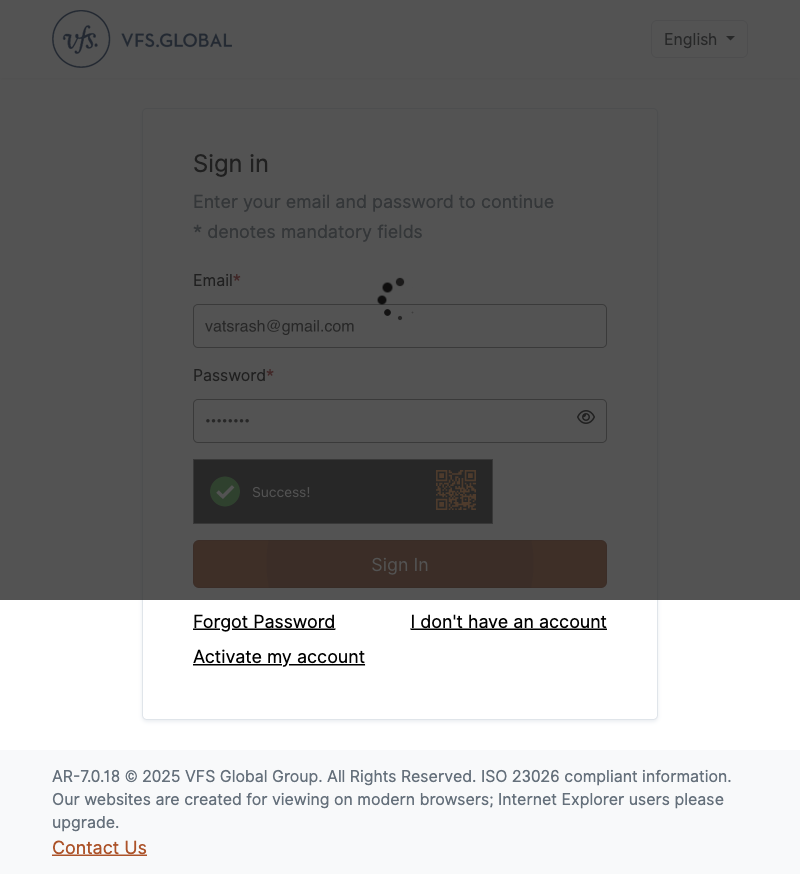 vfs. VFS.GLOBAL
English
Sign in
Enter your email and password to continue
* denotes mandatory fields
Email*
vatsrash@gmail.com
Password*
••••••••
Success!
Sign In
Forgot Password I don't have an account
Activate my account
AR-7.0.18 © 2025 VFS Global Group. All Rights Reserved. ISO 23026 compliant information.
Our websites are created for viewing on modern browsers; Internet Explorer users please
upgrade.
Contact Us